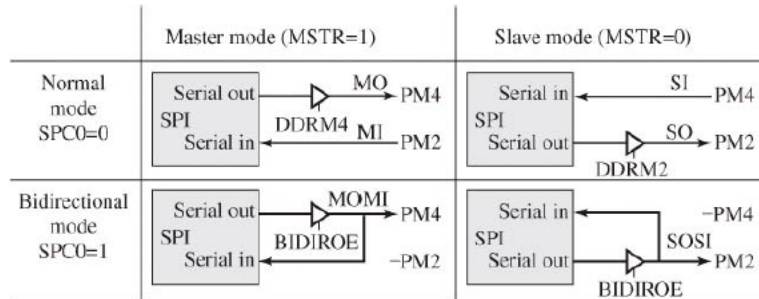 Master mode (MSTR=1)
Slave mode (MSTR=0)
Normal
mode
SPC0=0
Serial out
SPI
Serial in
MO
DDRM4
MI
PM4
PM2
Serial in
SPI
Serial out
SI
SO
DDRM2
PM4
PM2
Bidirectional
mode
SPC0=1
Serial out
SPI
Serial in
MOMI
BIDIROE
PM4
–PM2
Serial in
SPI
Serial out
SOSI
BIDIROE
–PM4
PM2